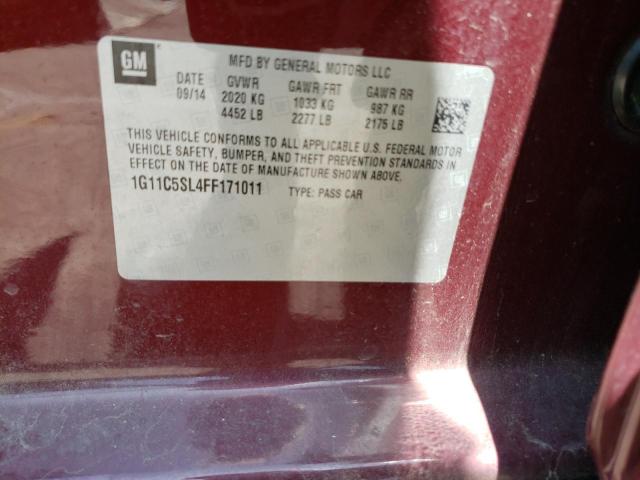 GM
MFD BY GENERAL MOTORS LLC
DATE GVWR GAWR FRT GAWR RR
09/14 2020 KG 1033 KG 987 KG
4452 LB 2277 LB 2175 LB
THIS VEHICLE CONFORMS TO ALL APPLICABLE U.S. FEDERAL MOTOR
VEHICLE SAFETY, BUMPER, AND THEFT PREVENTION STANDARDS IN
EFFECT ON THE DATE OF MANUFACTURE SHOWN ABOVE.
1G11C5SL4FF171011 TYPE: PASS CAR